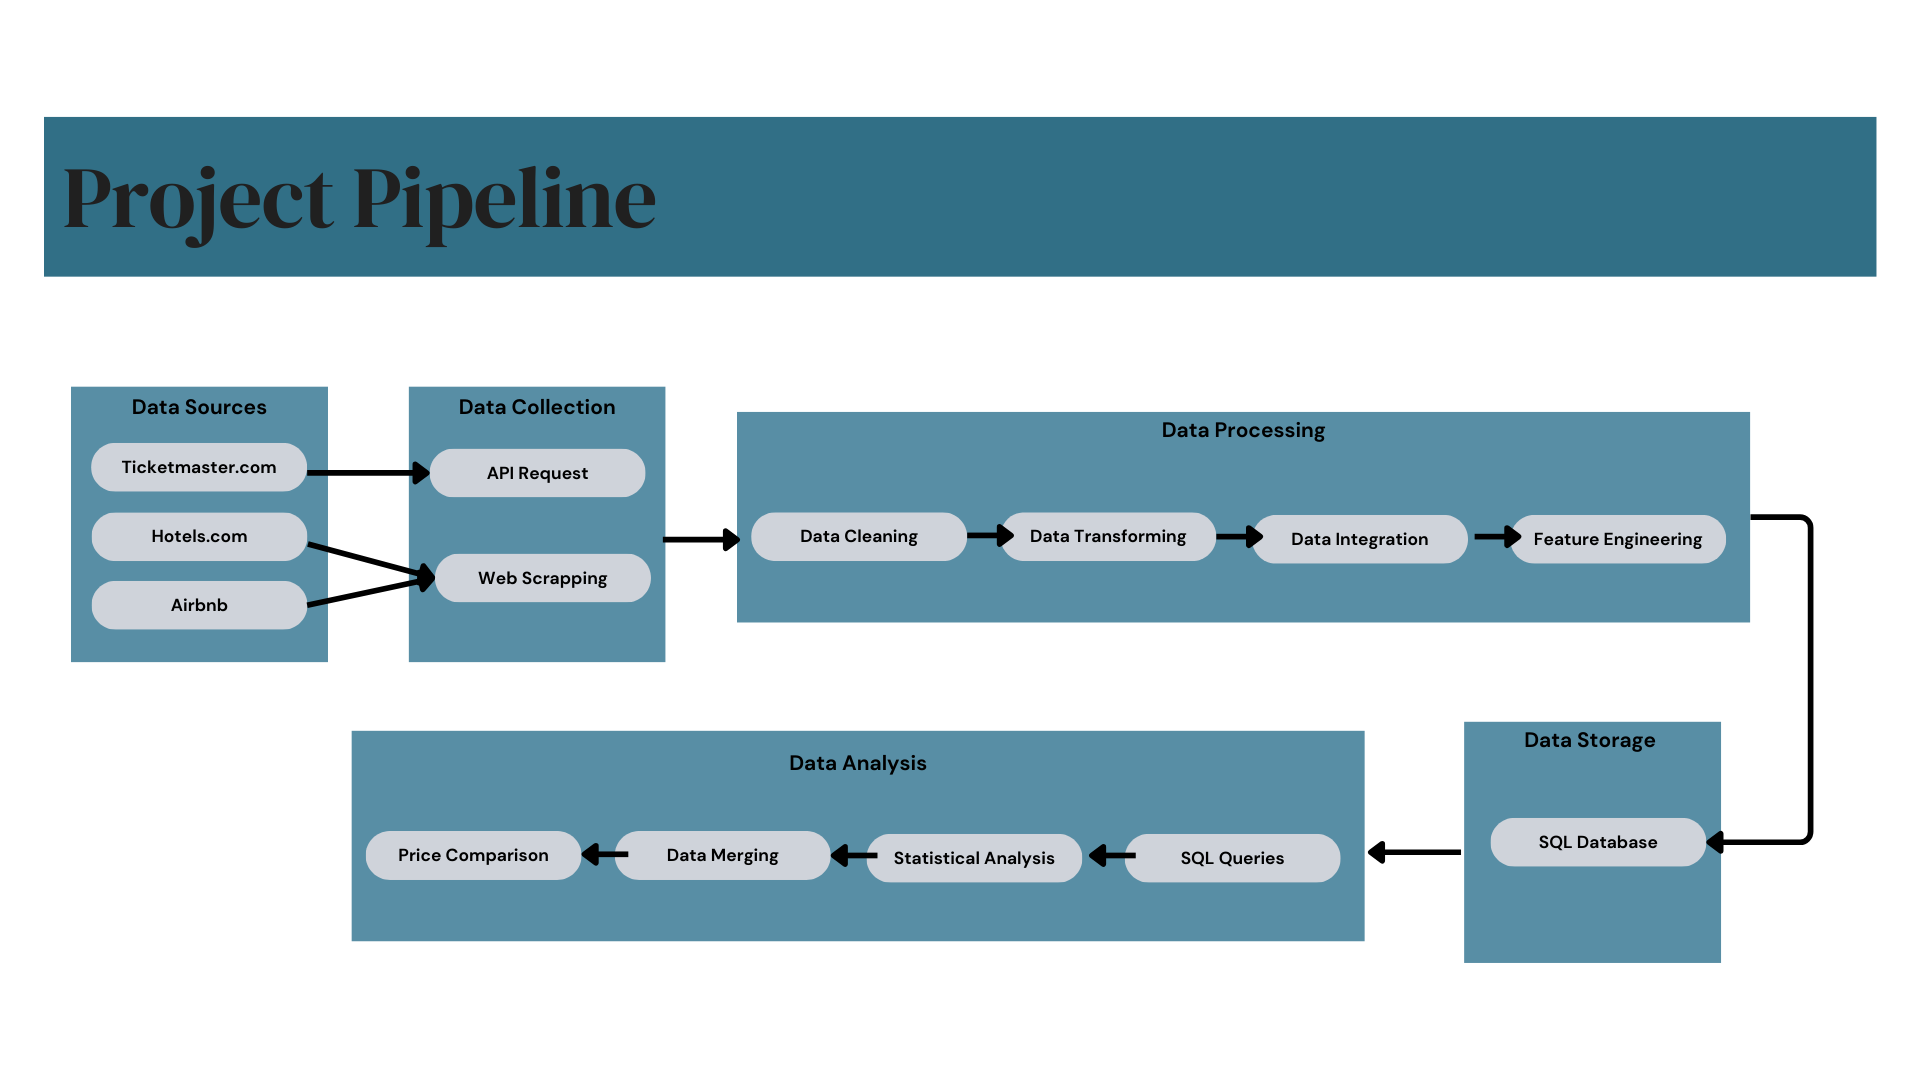 Project Pipeline
Data Sources
Ticketmaster.com
Hotels.com
Airbnb
Data Collection
API Request
Web Scrapping
Data Processing
Data Cleaning
Data Transforming
Data Integration
Feature Engineering
Data Storage
SQL Database
Data Analysis
SQL Queries
Statistical Analysis
Data Merging
Price Comparison